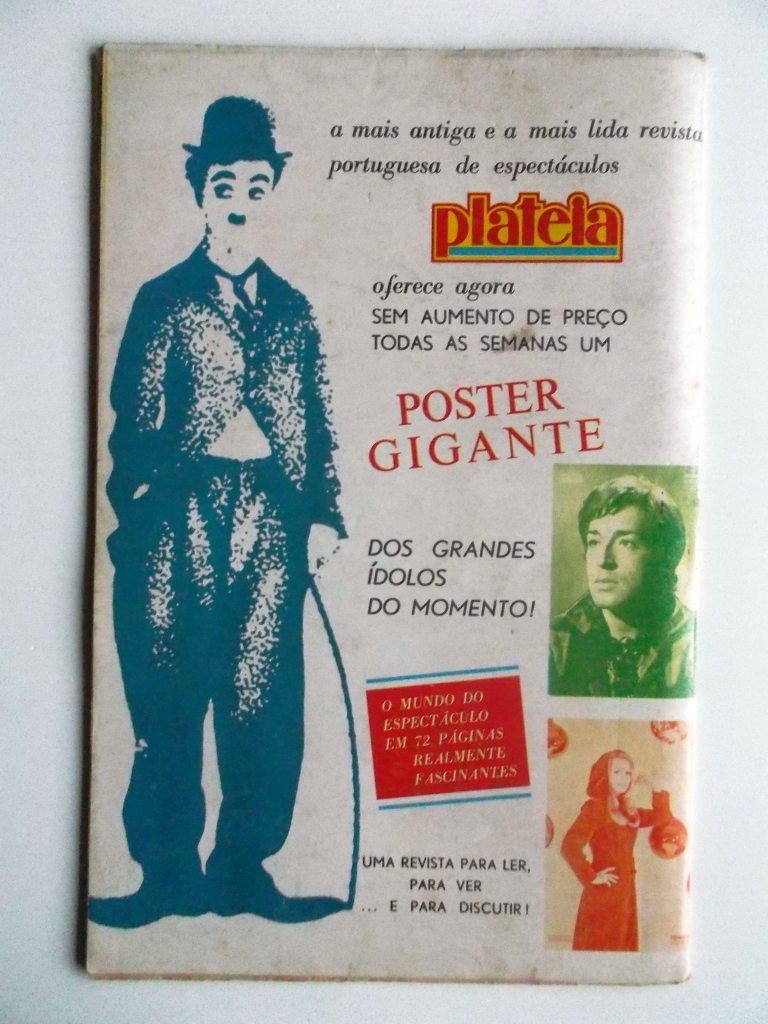 a mais antiga e a mais lida revista
portuguesa de espectáculos
plateia
oferece agora
SEM AUMENTO DE PREÇO
TODAS AS SEMANAS UM
POSTER
GIGANTE
DOS GRANDES
ÍDOLOS
DO MOMENTO!
O MUNDO DO
ESPECTÁCULO
EM 72 PÁGINAS
REALMENTE
FASCINANTES
UMA REVISTA PARA LER,
PARA VER
... E PARA DISCUTIR!